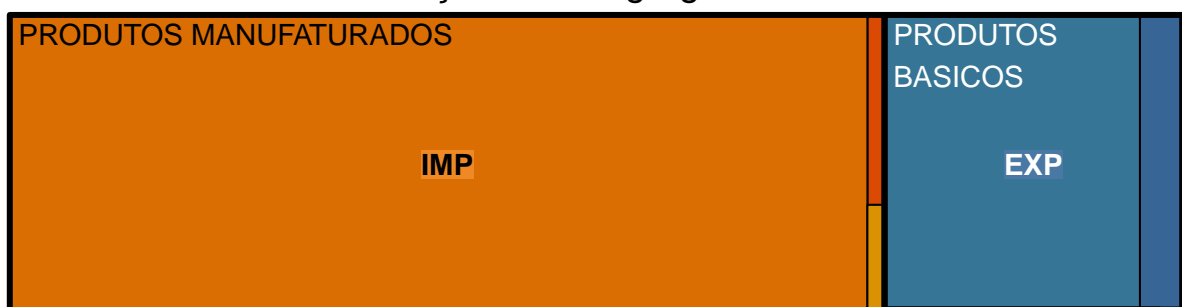 PRODUTOS MANUFATURADOS
PRODUTOS
BASICOS
IMP
EXP